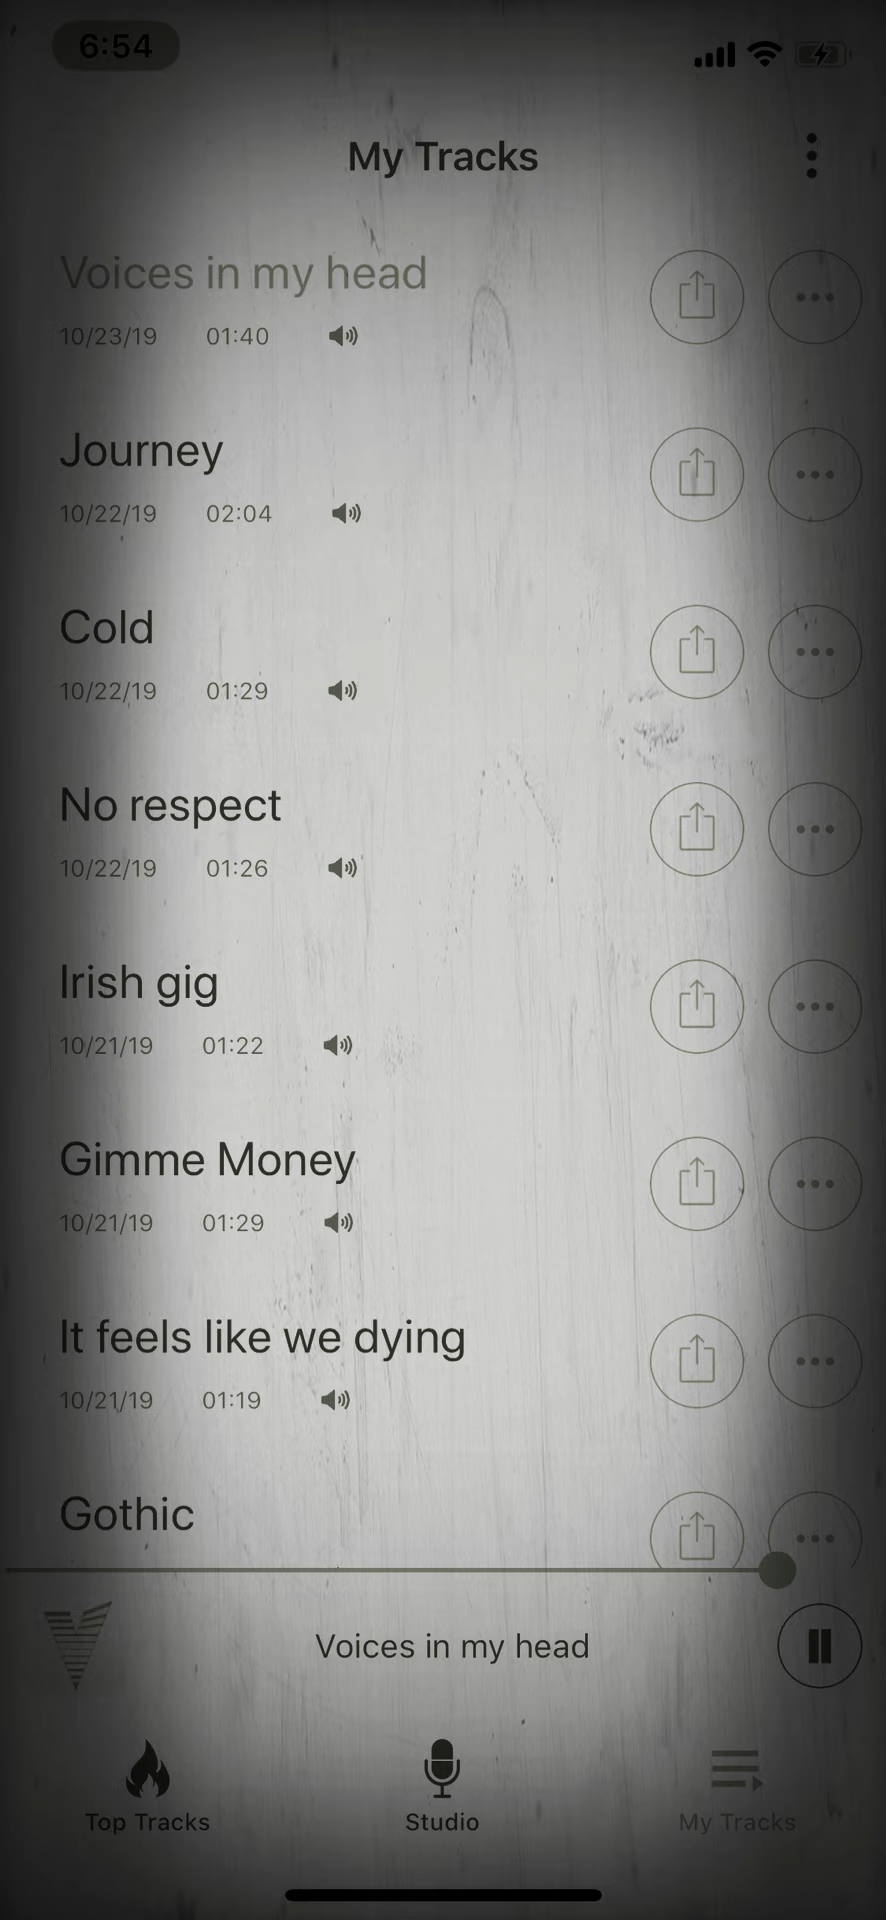 6:54
My Tracks
Voices in my head
10/23/19 01:40
Journey
10/22/19 02:04
Cold
10/22/19 01:29
No respect
10/22/19 01:26
Irish gig
10/21/19 01:22
Gimme Money
10/21/19 01:29
It feels like we dying
10/21/19 01:19
Gothic
Voices in my head
Top Tracks Studio My Tracks